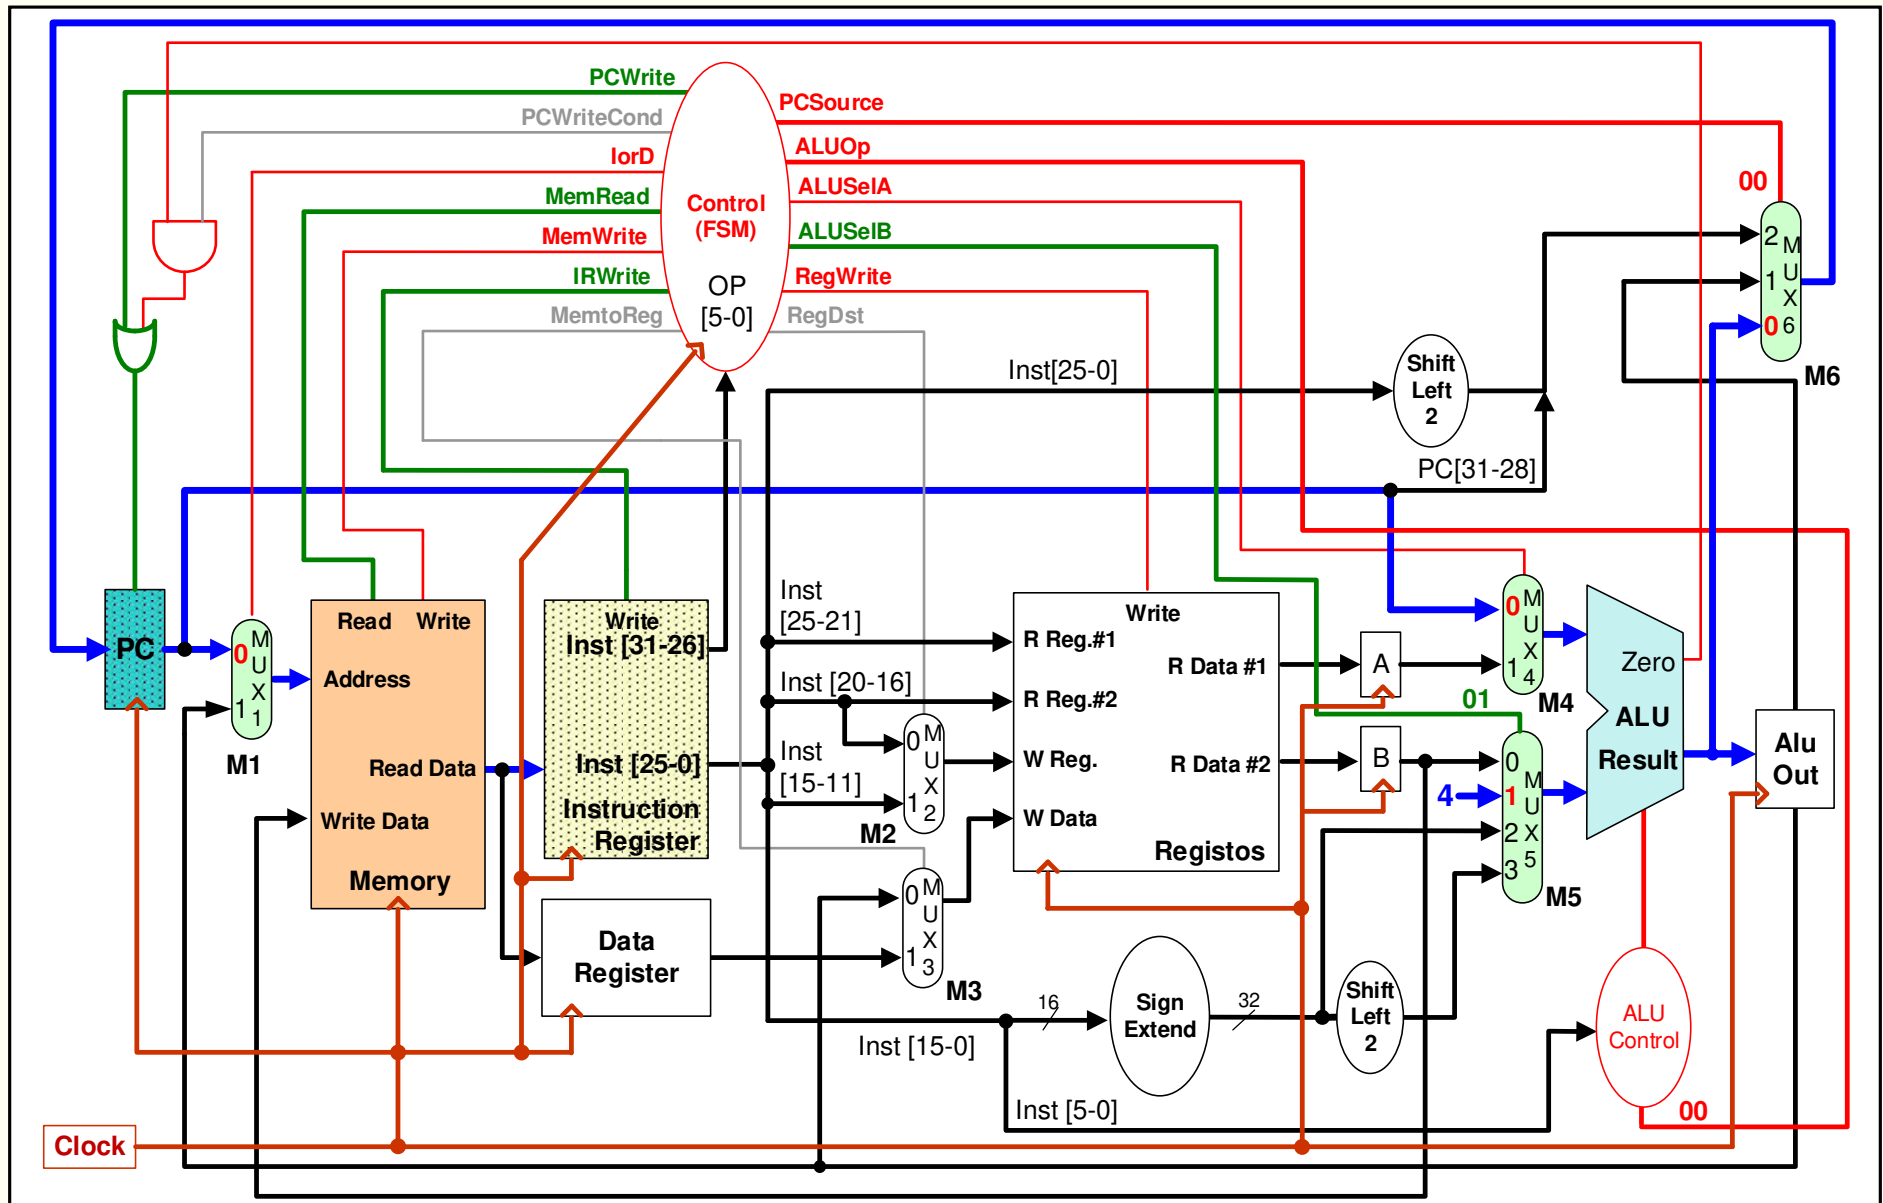 PCWrite
PCWriteCond
IorD
MemRead
MemWrite
IRWrite
MemtoReg
Control
(FSM)
OP
[5-0]
PCSource
ALUOp
ALUSelA
ALUSelB
RegWrite
RegDst
00
2
1
0
M
U
X
6
M6
Inst[25-0]
Shift
Left
2
PC[31-28]
PC
0
1
M
U
X
1
M1
Read Write
Address
Read Data
Write Data
Memory
Write
Inst [31-26]
Inst [25-0]
Instruction
Register
Data
Register
Inst
[25-21]
Inst [20-16]
Inst
[15-11]
0
1
M
U
X
2
M2
0
1
M
U
X
3
M3
Write
R Reg.#1
R Reg.#2
W Reg.
W Data
R Data #1
R Data #2
Registos
A
B
0
1
M
U
X
4
M4
01
4
0
1
2
3
M
U
X
5
M5
Zero
ALU
Result
Alu
Out
Inst [15-0]
16
Sign
Extend
32
Shift
Left
2
ALU
Control
00
Inst [5-0]
Clock